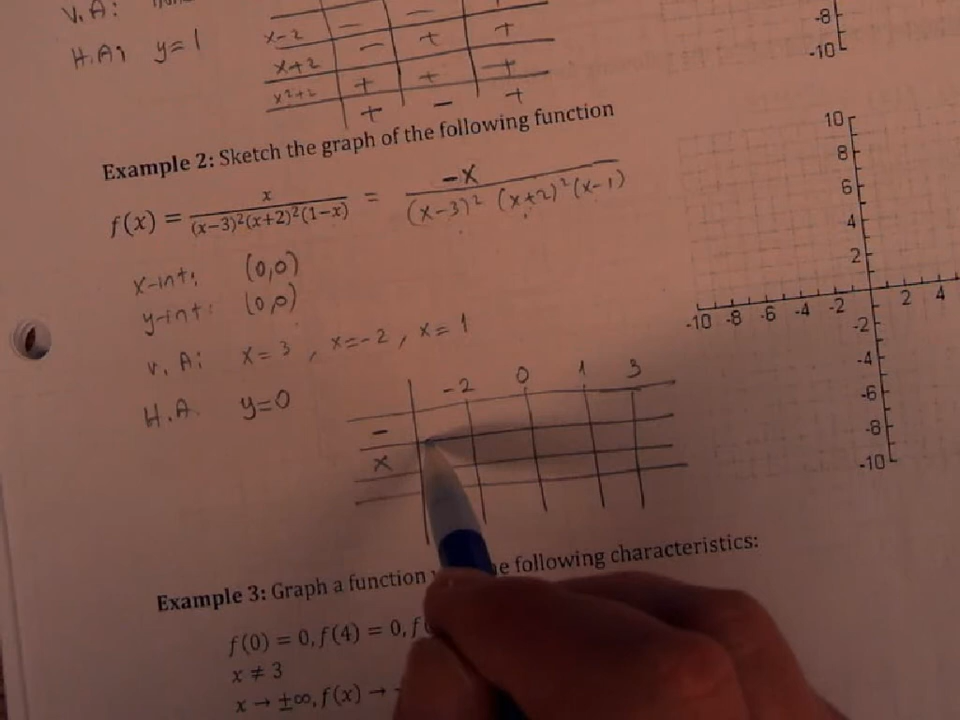 V.A:
H.A: y=1
x-2 - - +
x+2 - + +
x²+2 + + +
+ - +
-8
-10
Example 2: Sketch the graph of the following function
f(x) = x / (x−3)²(x+2)²(1−x) = -x / (x-3)² (x+2)² (x-1)
x-int: (0,0)
y-int: (0,0)
V.A: x=3 , x=-2 , x=1
H.A. y=0
-2 0 1 3
-
x
10
8
6
4
2
-10 -8 -6 -4 -2 2 4
-2
-4
-6
-8
-10
Example 3: Graph a function following characteristics:
f(0) = 0, f(4) = 0,
x ≠ 3
x → ±∞, f(x) →